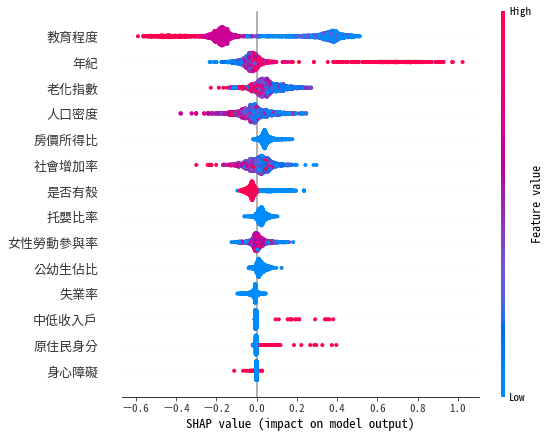 High
教育程度
年紀
老化指數
人口密度
房價所得比
社會增加率
是否有殼
托嬰比率
女性勞動參與率
公幼生佔比
失業率
中低收入戶
原住民身分
身心障礙
Feature value
Low
−0.6 −0.4 −0.2 0.0 0.2 0.4 0.6 0.8 1.0
SHAP value (impact on model output)